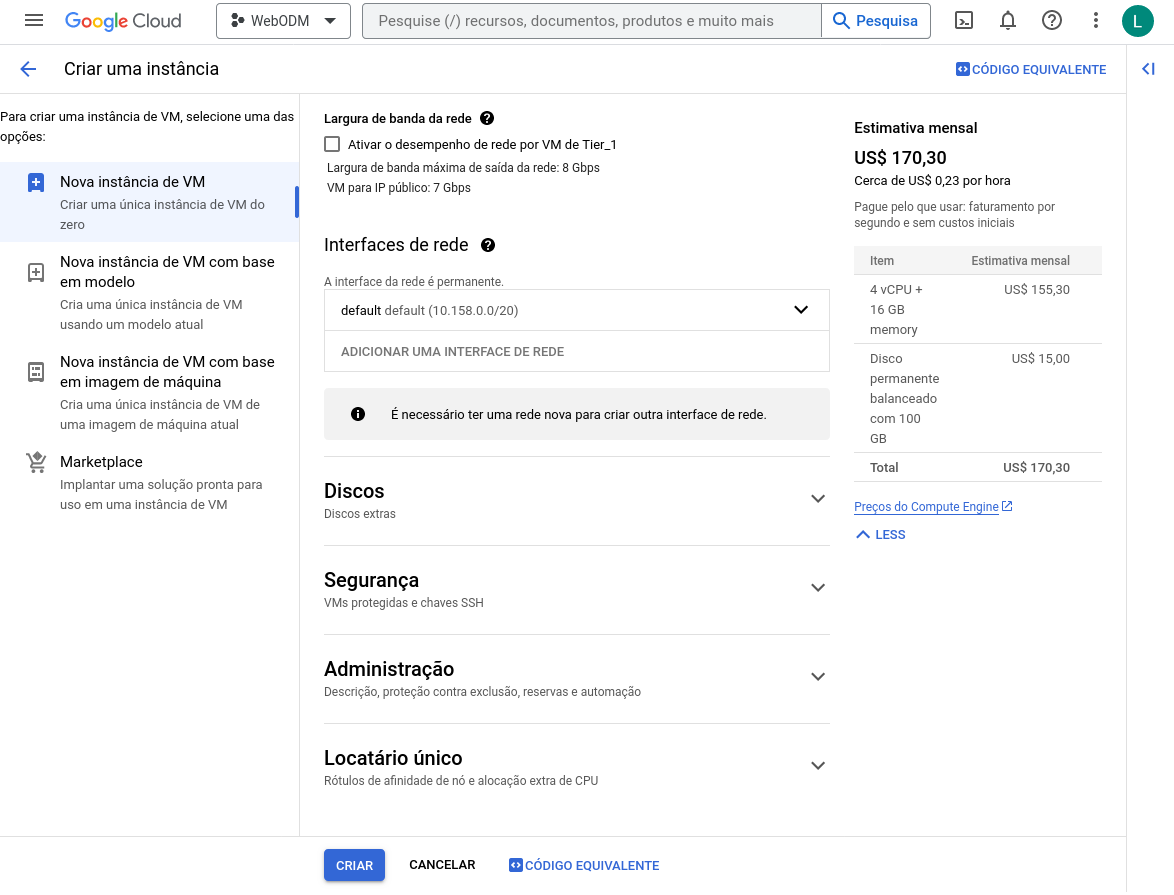 Google Cloud
WebODM
Pesquise (/) recursos, documentos, produtos e muito mais
Pesquisa
L
Criar uma instância
CÓDIGO EQUIVALENTE
Para criar uma instância de VM, selecione uma das
opções:
Nova instância de VM
Criar uma única instância de VM do
zero
Nova instância de VM com base
em modelo
Cria uma única instância de VM
usando um modelo atual
Nova instância de VM com base
em imagem de máquina
Cria uma única instância de VM de
uma imagem de máquina atual
Marketplace
Implantar uma solução pronta para
uso em uma instância de VM
Largura de banda da rede
Ativar o desempenho de rede por VM de Tier_1
Largura de banda máxima de saída da rede: 8 Gbps
VM para IP público: 7 Gbps
Interfaces de rede
A interface da rede é permanente.
default default (10.158.0.0/20)
ADICIONAR UMA INTERFACE DE REDE
É necessário ter uma rede nova para criar outra interface de rede.
Discos
Discos extras
Segurança
VMs protegidas e chaves SSH
Administração
Descrição, proteção contra exclusão, reservas e automação
Locatário único
Rótulos de afinidade de nó e alocação extra de CPU
Estimativa mensal
US$ 170,30
Cerca de US$ 0,23 por hora
Pague pelo que usar: faturamento por
segundo e sem custos iniciais
Item Estimativa mensal
4 vCPU + US$ 155,30
16 GB
memory
Disco US$ 15,00
permanente
balanceado
com 100
GB
Total US$ 170,30
Preços do Compute Engine
LESS
CRIAR
CANCELAR
CÓDIGO EQUIVALENTE